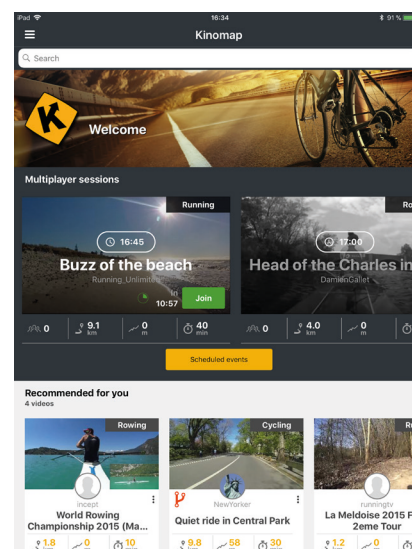 iPad 16:34 91%
Kinomap
Search
K
Welcome
Multiplayer sessions
Running
16:45
Buzz of the beach
Running_Unlimited
in
10:57
Join
0 9.1 km 0 m 40 min
Ro
17:00
Head of the Charles in
DamienGallet
0 4.0 km 0 m
Scheduled events
Recommended for you
4 videos
Rowing
incept
World Rowing
Championship 2015 (Ma...
1.8 0 10
Cycling
NewYorker
Quiet ride in Central Park
9.8 58 30
Ru
runningtv
La Meldoise 2015 F
2eme Tour
1.2 0